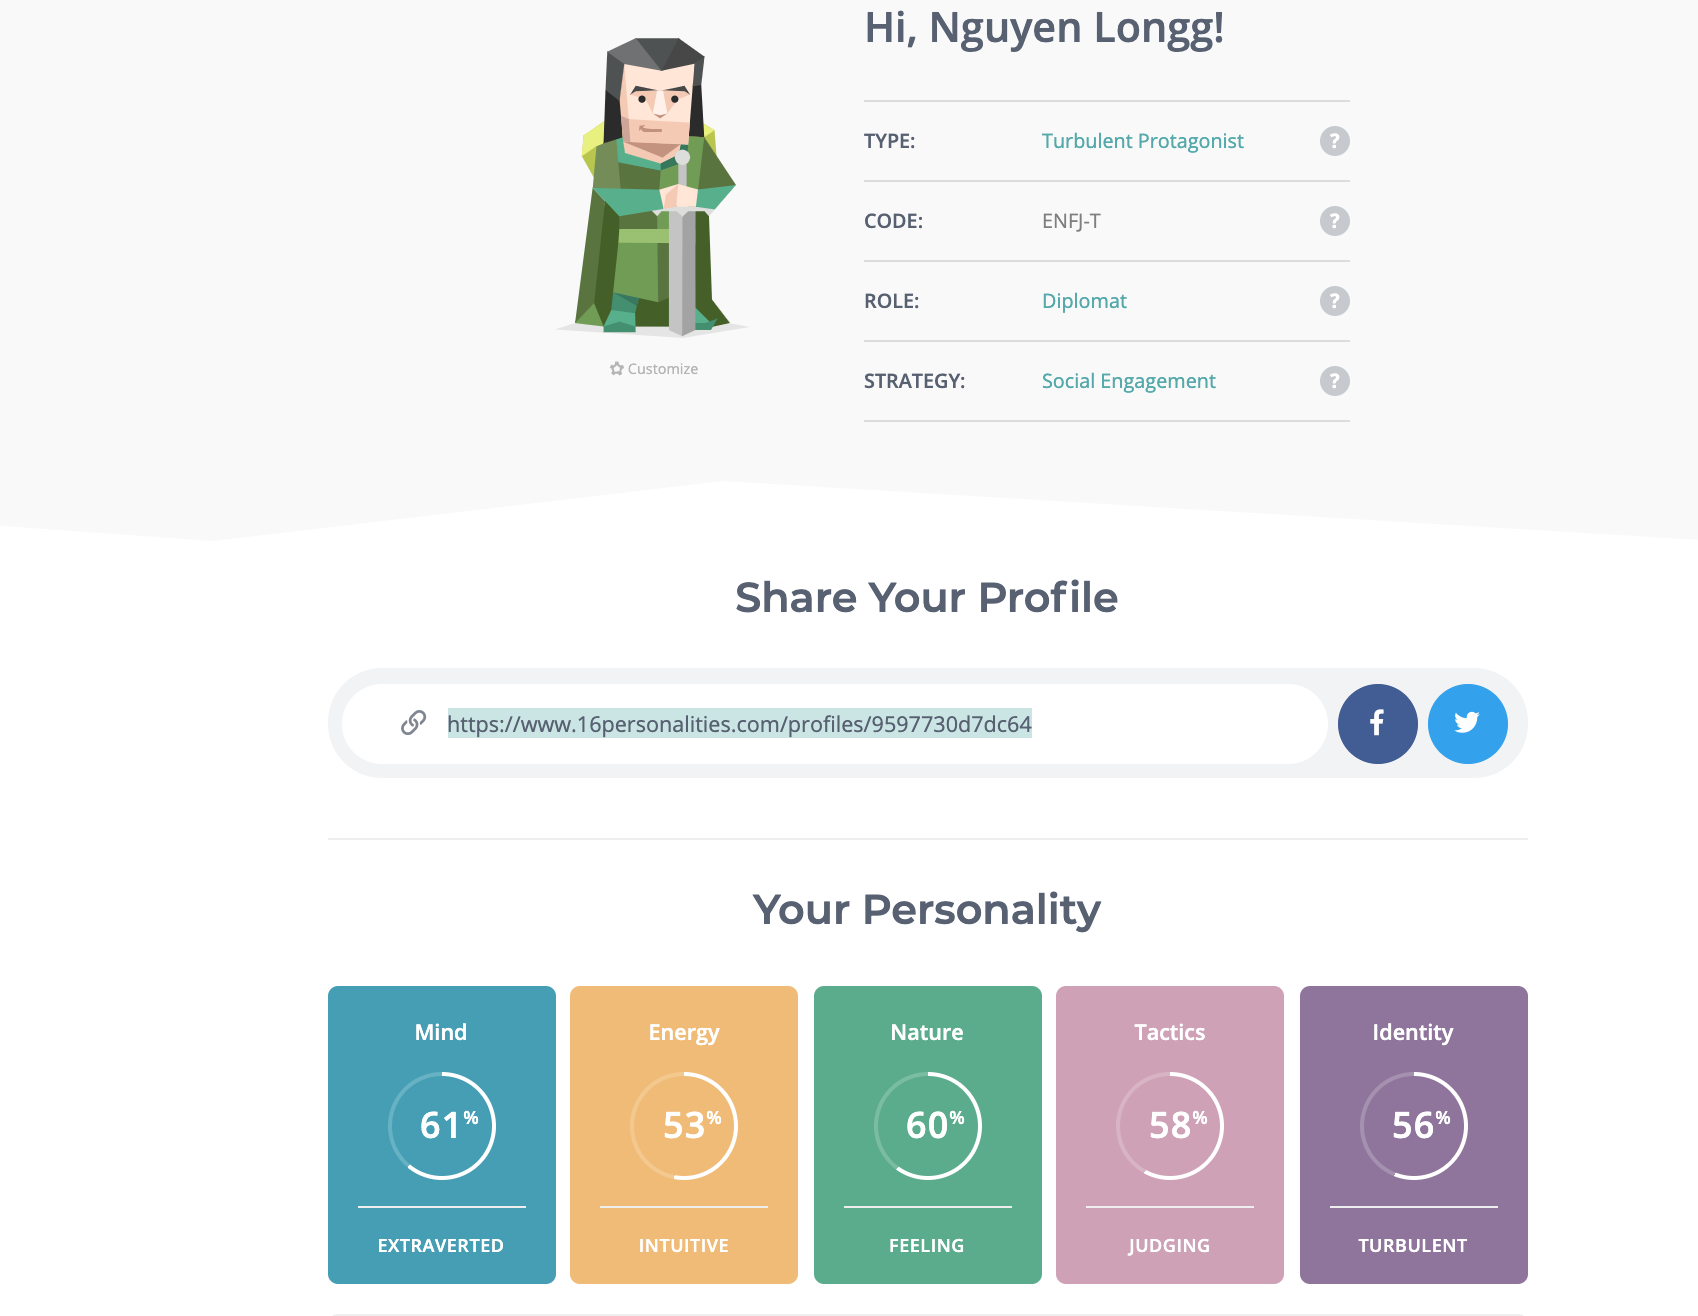 Hi, Nguyen Longg!
TYPE: Turbulent Protagonist ?
CODE: ENFJ-T ?
ROLE: Diplomat ?
STRATEGY: Social Engagement ?
Customize
Share Your Profile
https://www.16personalities.com/profiles/9597730d7dc64
Your Personality
Mind Energy Nature Tactics Identity
61% 53% 60% 58% 56%
EXTRAVERTED INTUITIVE FEELING JUDGING TURBULENT